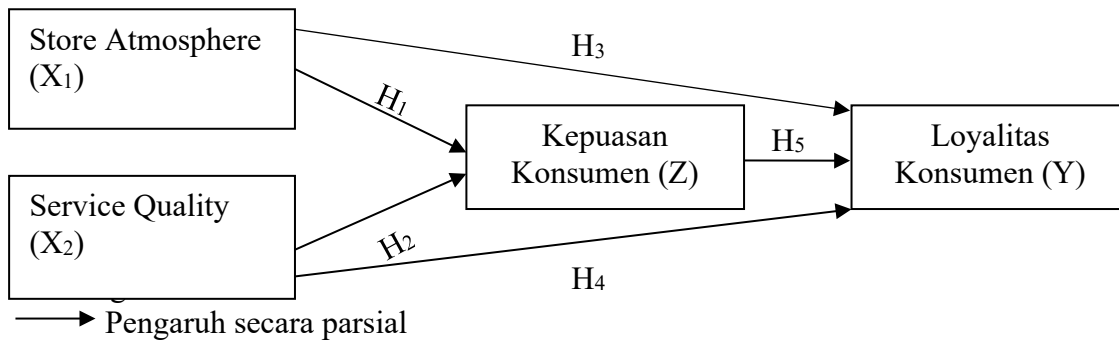 Store Atmosphere
(X₁)
H₃
H₁
Kepuasan
Konsumen (Z)
H₅
Loyalitas
Konsumen (Y)
Service Quality
(X₂)
H₂
H₄
Pengaruh secara parsial